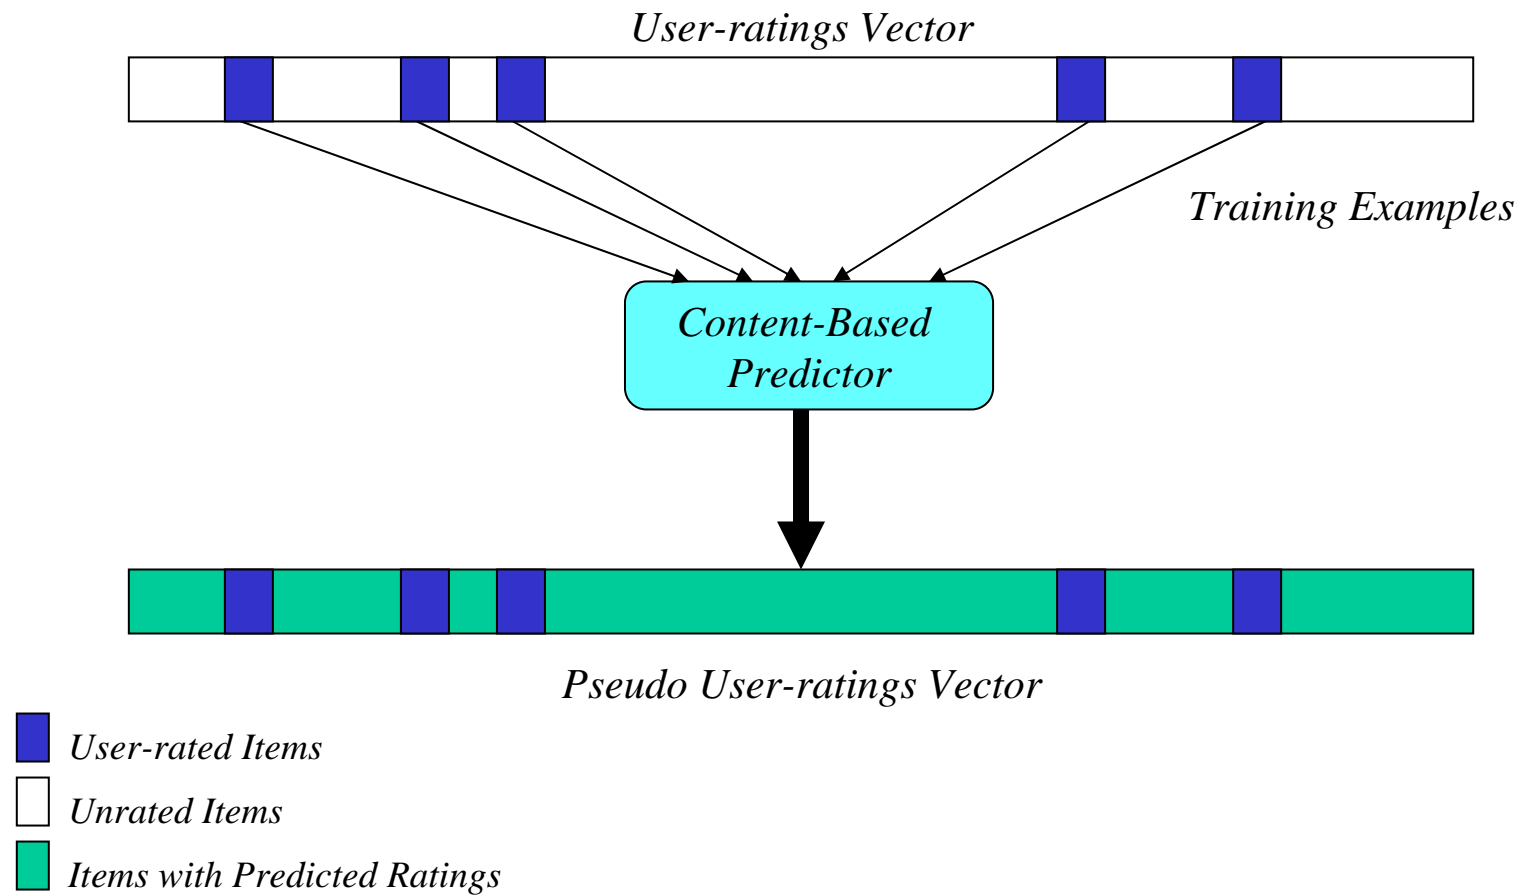 User-ratings Vector
Training Examples
Content-Based
Predictor
Pseudo User-ratings Vector
User-rated Items
Unrated Items
Items with Predicted Ratings